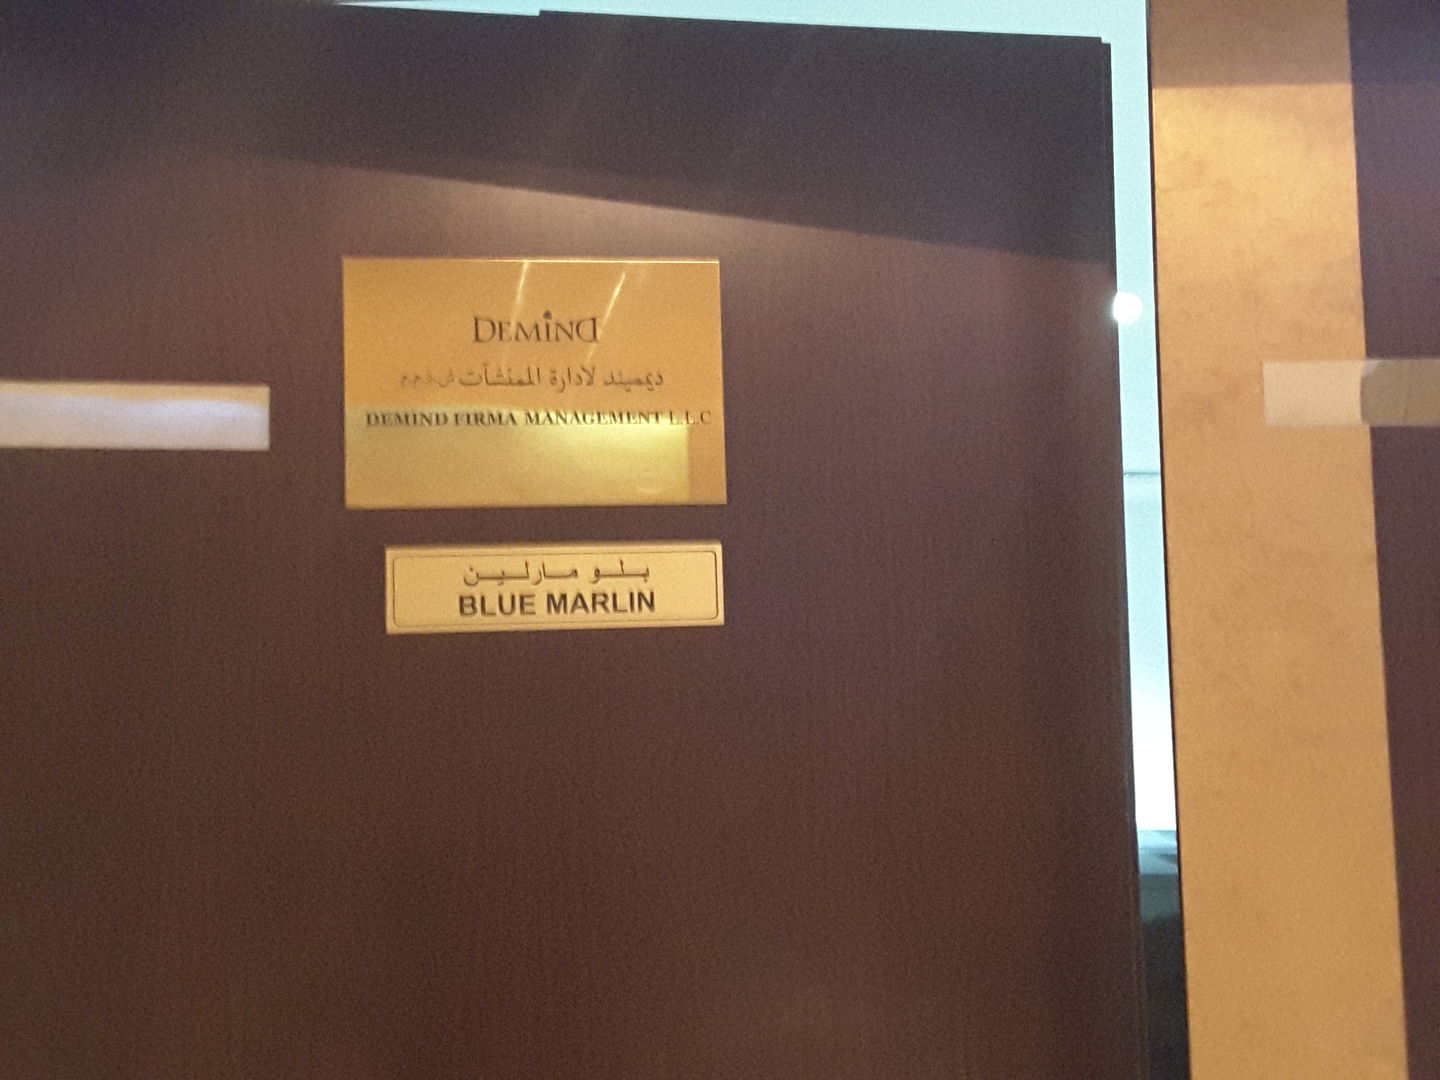 DEMIND
ديميند لادارة المنشآت ش.ذ.م.م
DEMIND FIRMA MANAGEMENT L.L.C
بلو مارلين
BLUE MARLIN